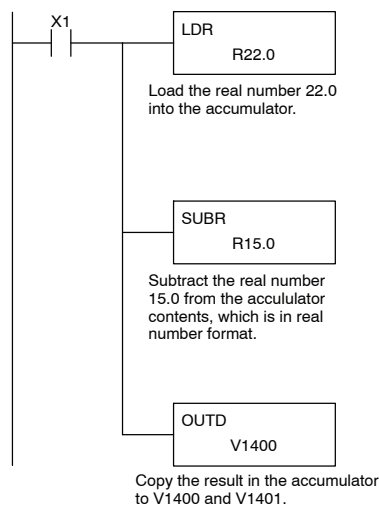 X1
LDR
R22.0
Load the real number 22.0
into the accumulator.
SUBR
R15.0
Subtract the real number
15.0 from the accululator
contents, which is in real
number format.
OUTD
V1400
Copy the result in the accumulator
to V1400 and V1401.